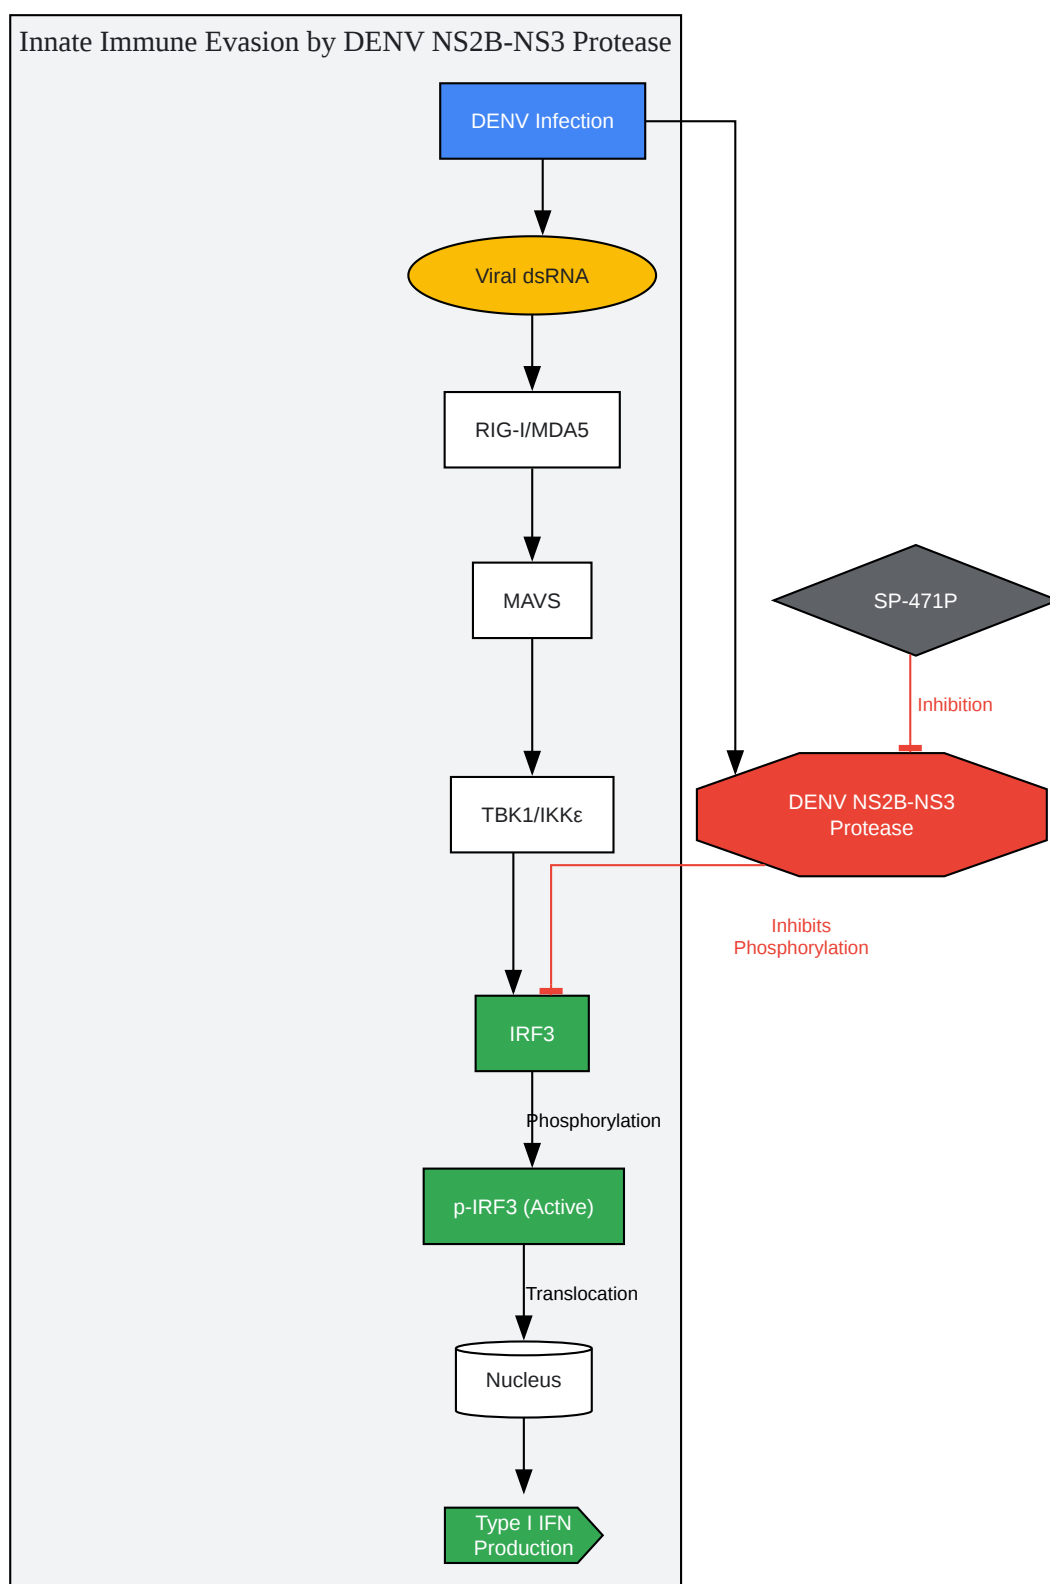 Innate Immune Evasion by DENV NS2B-NS3 Protease
DENV Infection
Viral dsRNA
RIG-I/MDA5
MAVS
SP-471P
Inhibition
TBK1/IKKε
DENV NS2B-NS3
Protease
Inhibits
Phosphorylation
IRF3
Phosphorylation
p-IRF3 (Active)
Translocation
Nucleus
Type I IFN
Production